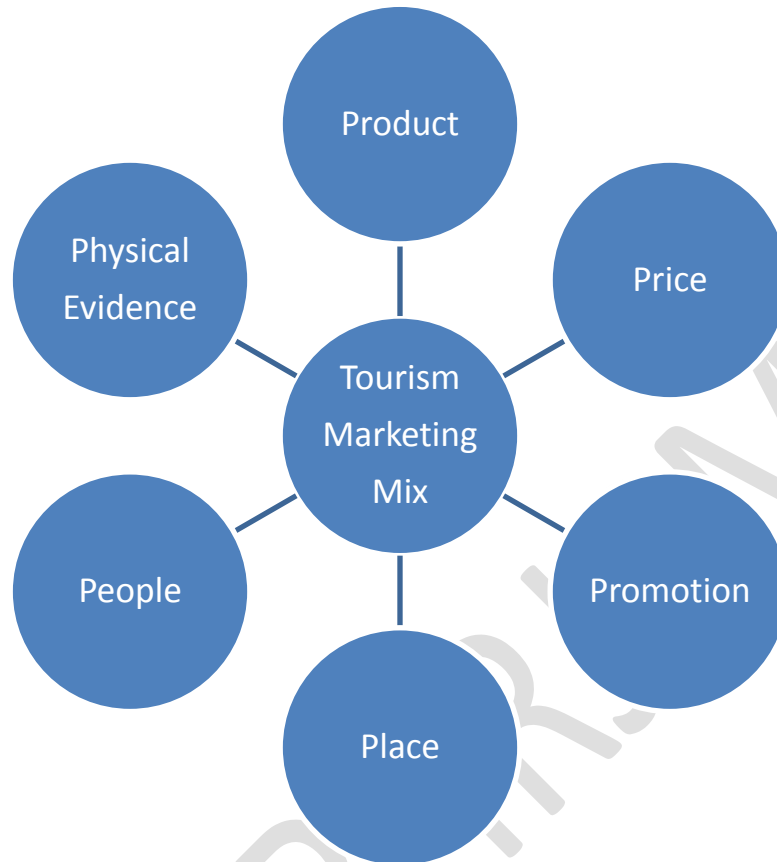 Product
Price
Promotion
Place
People
Physical
Evidence
Tourism
Marketing
Mix